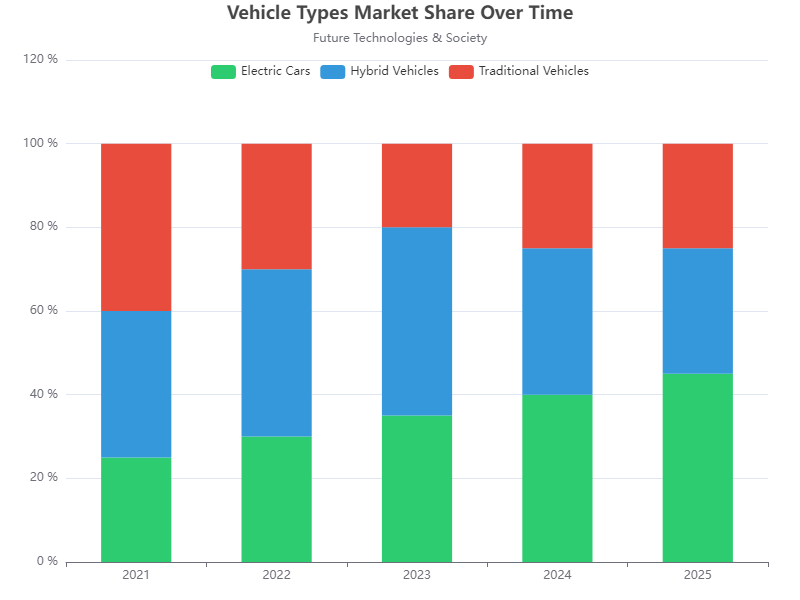 Vehicle Types Market Share Over Time
Future Technologies & Society
120 %
Electric Cars Hybrid Vehicles Traditional Vehicles
100 %
80 %
60 %
40 %
20 %
0 %
2021 2022 2023 2024 2025